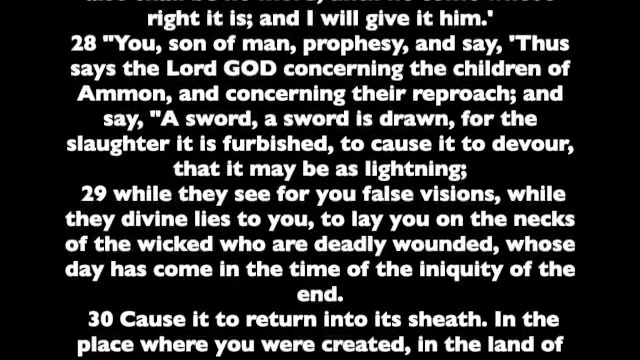 right it is; and I will give it him.'
28 "You, son of man, prophesy, and say, 'Thus
says the Lord GOD concerning the children of
Ammon, and concerning their reproach; and
say, "A sword, a sword is drawn, for the
slaughter it is furbished, to cause it to devour,
that it may be as lightning;
29 while they see for you false visions, while
they divine lies to you, to lay you on the necks
of the wicked who are deadly wounded, whose
day has come in the time of the iniquity of the
end.
30 Cause it to return into its sheath. In the
place where you were created, in the land of